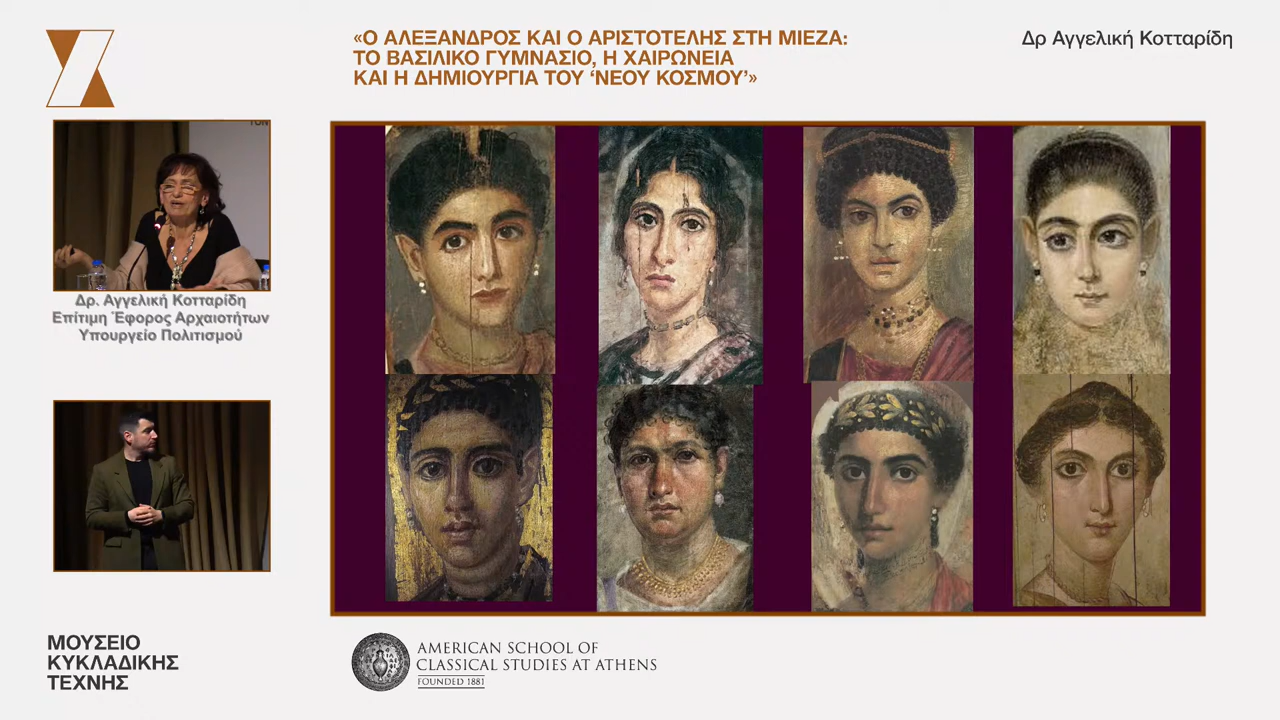 «Ο ΑΛΕΞΑΝΔΡΟΣ ΚΑΙ Ο ΑΡΙΣΤΟΤΕΛΗΣ ΣΤΗ ΜΙΕΖΑ:
ΤΟ ΒΑΣΙΛΙΚΟ ΓΥΜΝΑΣΙΟ, Η ΧΑΙΡΩΝΕΙΑ
ΚΑΙ Η ΔΗΜΙΟΥΡΓΙΑ ΤΟΥ ‘ΝΕΟΥ ΚΟΣΜΟΥ’»
Δρ Αγγελική Κοτταρίδη
Δρ. Αγγελική Κοτταρίδη
Επίτιμη Έφορος Αρχαιοτήτων
Υπουργείο Πολιτισμού
ΜΟΥΣΕΙΟ
ΚΥΚΛΑΔΙΚΗΣ
ΤΕΧΝΗΣ
AMERICAN SCHOOL OF
CLASSICAL STUDIES AT ATHENS
FOUNDED 1881